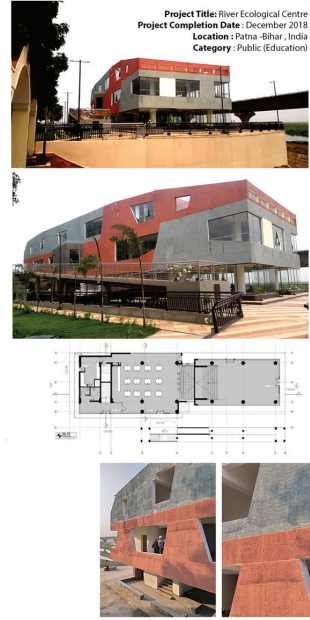 Project Title: River Ecological Centre
Project Completion Date : December 2018
Location : Patna -Bihar , India
Category : Public (Education)